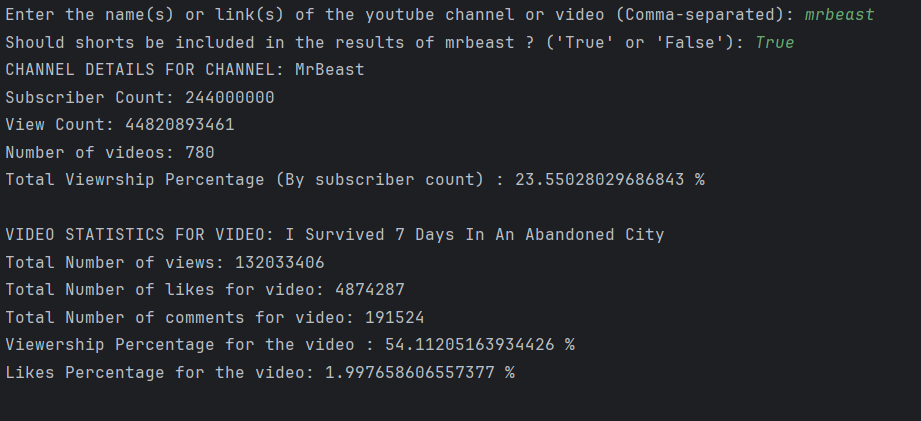 Enter the name(s) or link(s) of the youtube channel or video (Comma-separated): mrbeast
Should shorts be included in the results of mrbeast ? ('True' or 'False'): True
CHANNEL DETAILS FOR CHANNEL: MrBeast
Subscriber Count: 244000000
View Count: 44820893461
Number of videos: 780
Total Viewrship Percentage (By subscriber count) : 23.55028029686843 %
VIDEO STATISTICS FOR VIDEO: I Survived 7 Days In An Abandoned City
Total Number of views: 132033406
Total Number of likes for video: 4874287
Total Number of comments for video: 191524
Viewership Percentage for the video : 54.11205163934426 %
Likes Percentage for the video: 1.997658606557377 %